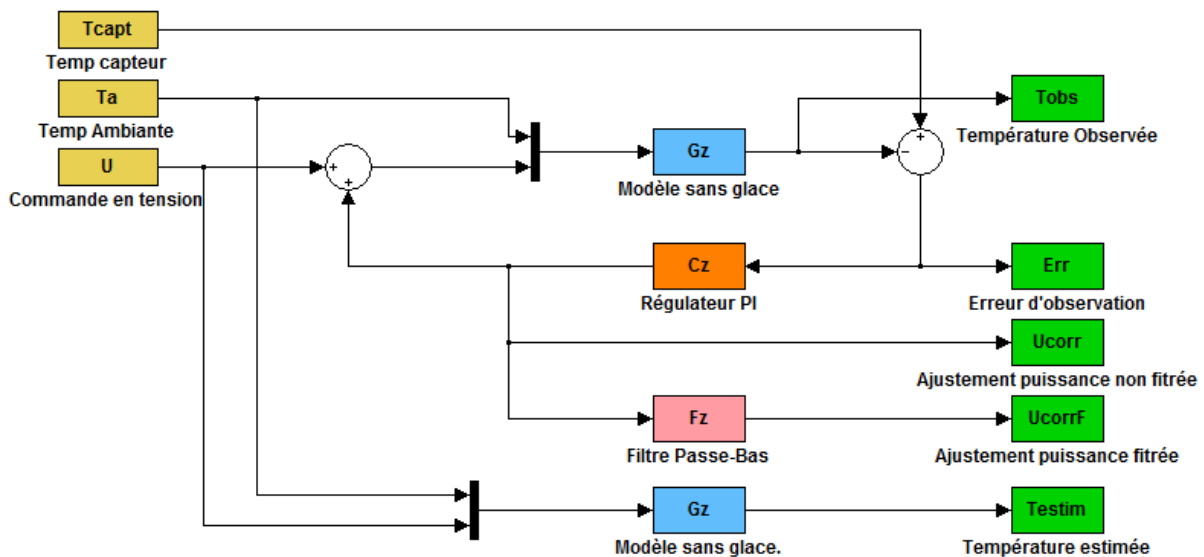 Tcapt
Temp capteur
Ta
Temp Ambiante
U
Commande en tension
+
+
Gz
Modèle sans glace
+
−
Tobs
Température Observée
Cz
Régulateur PI
Err
Erreur d'observation
Ucorr
Ajustement puissance non fitrée
Fz
Filtre Passe-Bas
UcorrF
Ajustement puissance fitrée
Gz
Modèle sans glace.
Testim
Température estimée